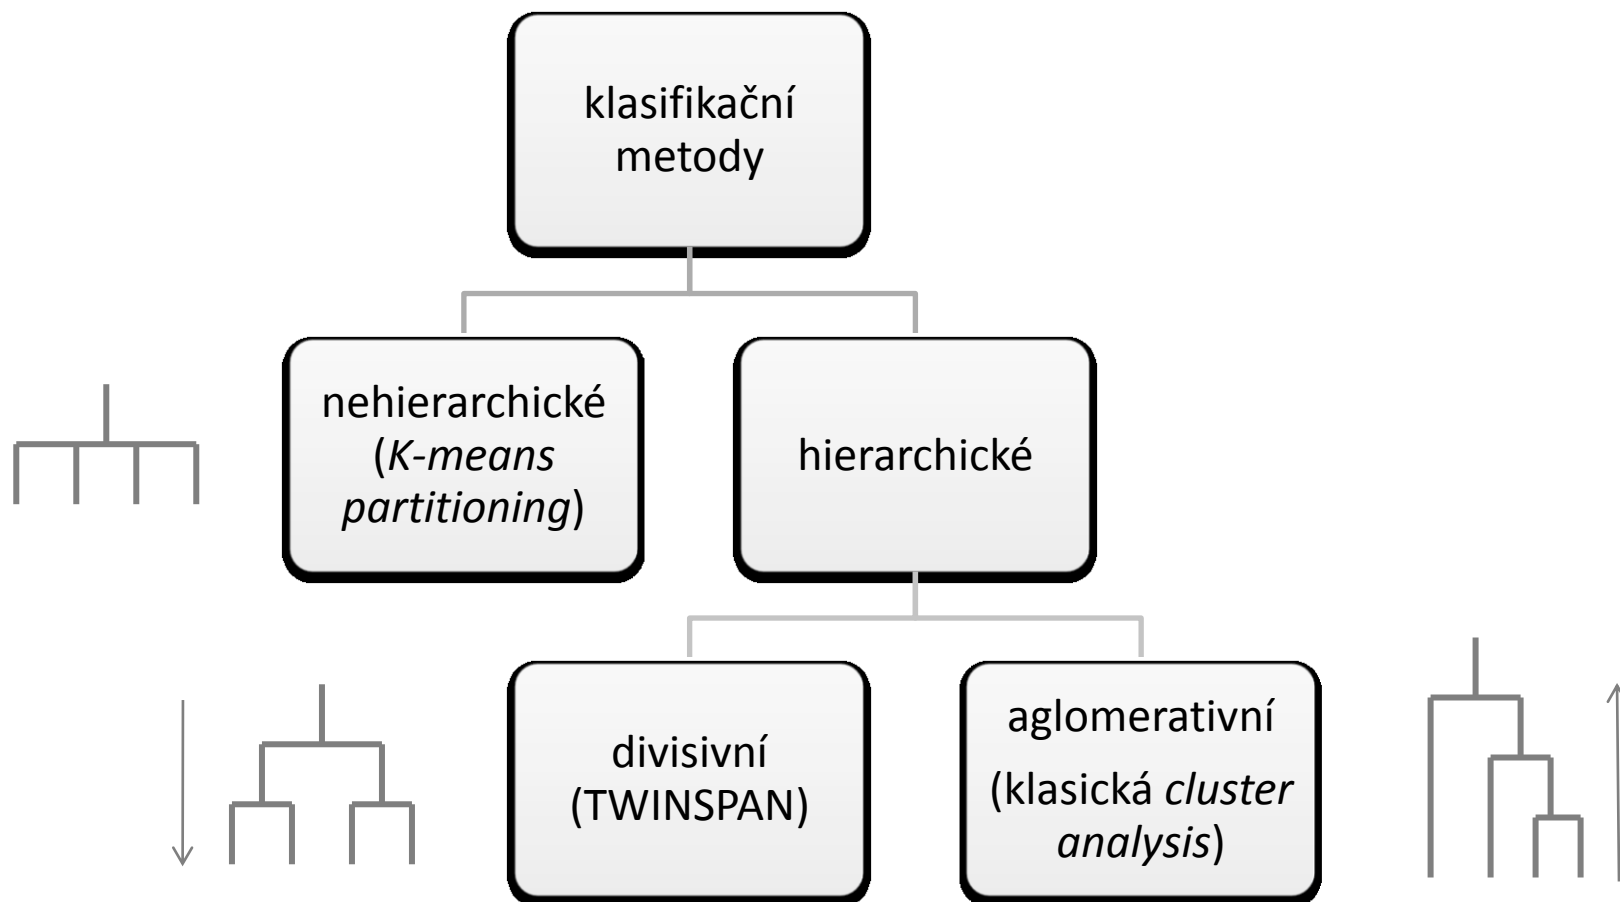 klasifikační
metody
nehierarchické
(K-means
partitioning)
hierarchické
divisivní
(TWINSPAN)
aglomerativní
(klasická cluster
analysis)